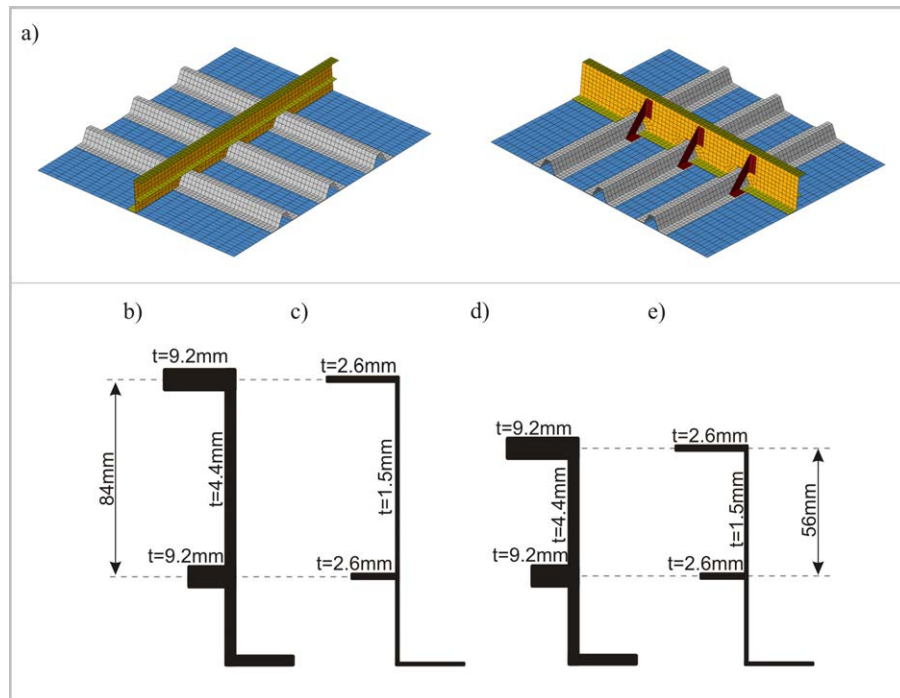 a)
b)
c)
d)
e)
t=9.2mm
t=2.6mm
84mm
t=4.4mm
t=1.5mm
t=9.2mm
t=2.6mm
t=9.2mm
t=2.6mm
t=4.4mm
t=1.5mm
56mm
t=9.2mm
t=2.6mm